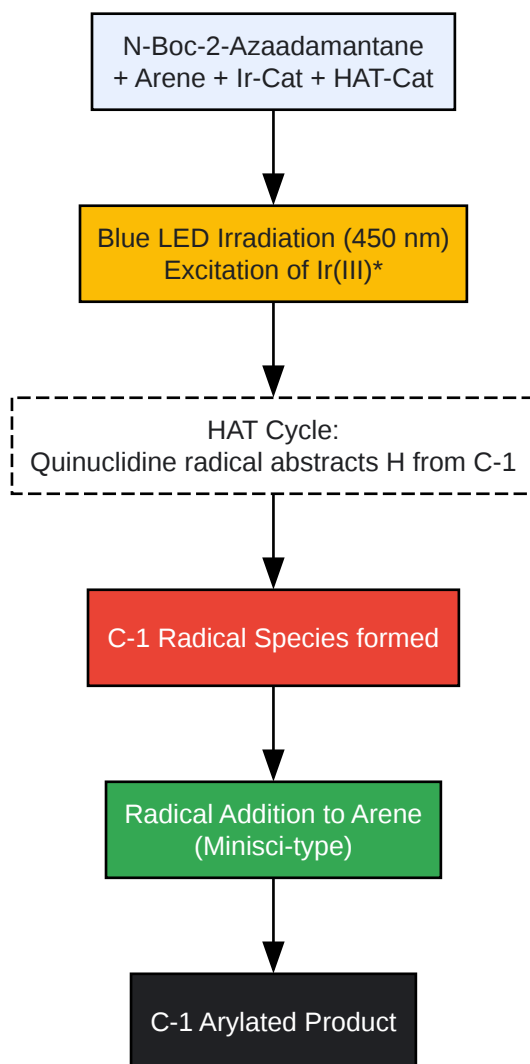 N-Boc-2-Azaadamantane
+ Arene + Ir-Cat + HAT-Cat
Blue LED Irradiation (450 nm)
Excitation of Ir(III)*
HAT Cycle:
Quinuclidine radical abstracts H from C-1
C-1 Radical Species formed
Radical Addition to Arene
(Minisci-type)
C-1 Arylated Product